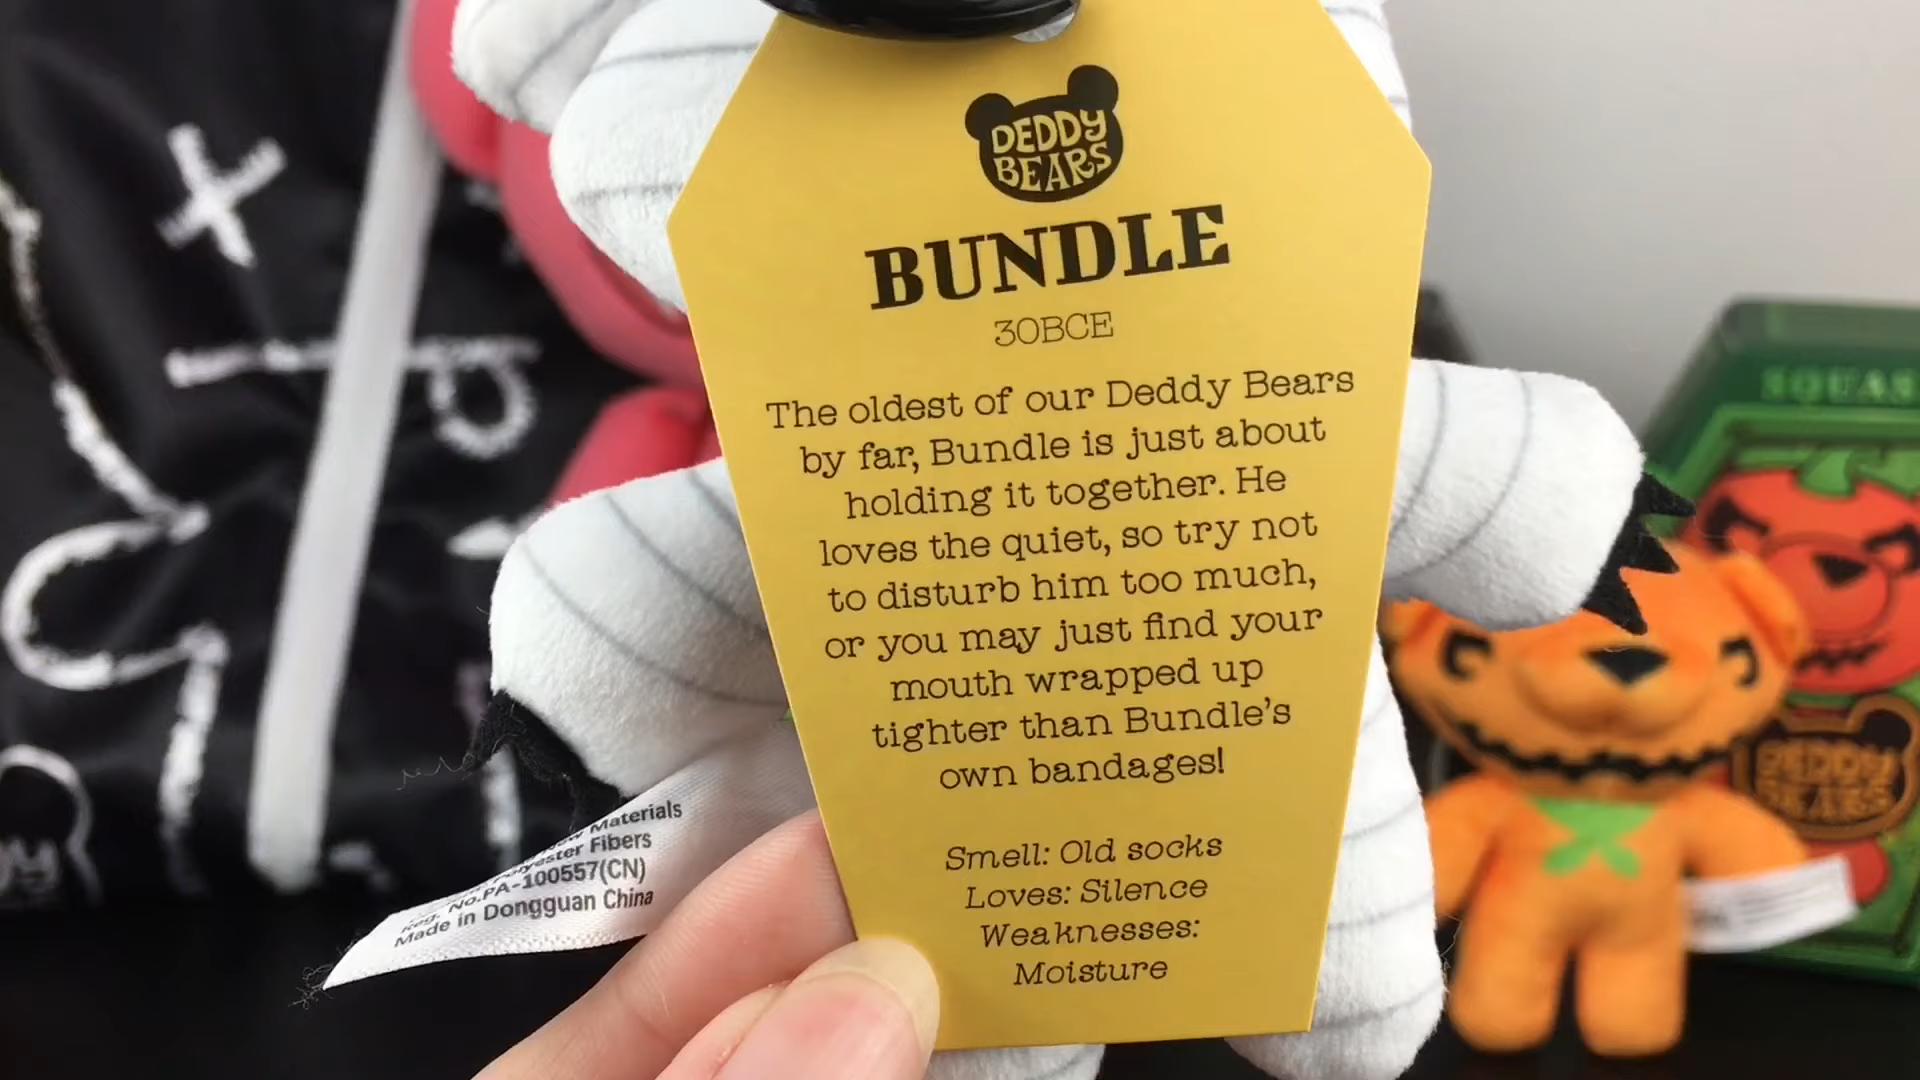 DEDDY
BEARS
BUNDLE
30BCE
The oldest of our Deddy Bears
by far, Bundle is just about
holding it together. He
loves the quiet, so try not
to disturb him too much,
or you may just find your
mouth wrapped up
tighter than Bundle's
own bandages!
Smell: Old socks
Loves: Silence
Weaknesses:
Moisture
Materials
Polyester Fibers
Reg. No.PA-100557(CN)
Made in Dongguan China
SQUAS
DEDDY
BEARS